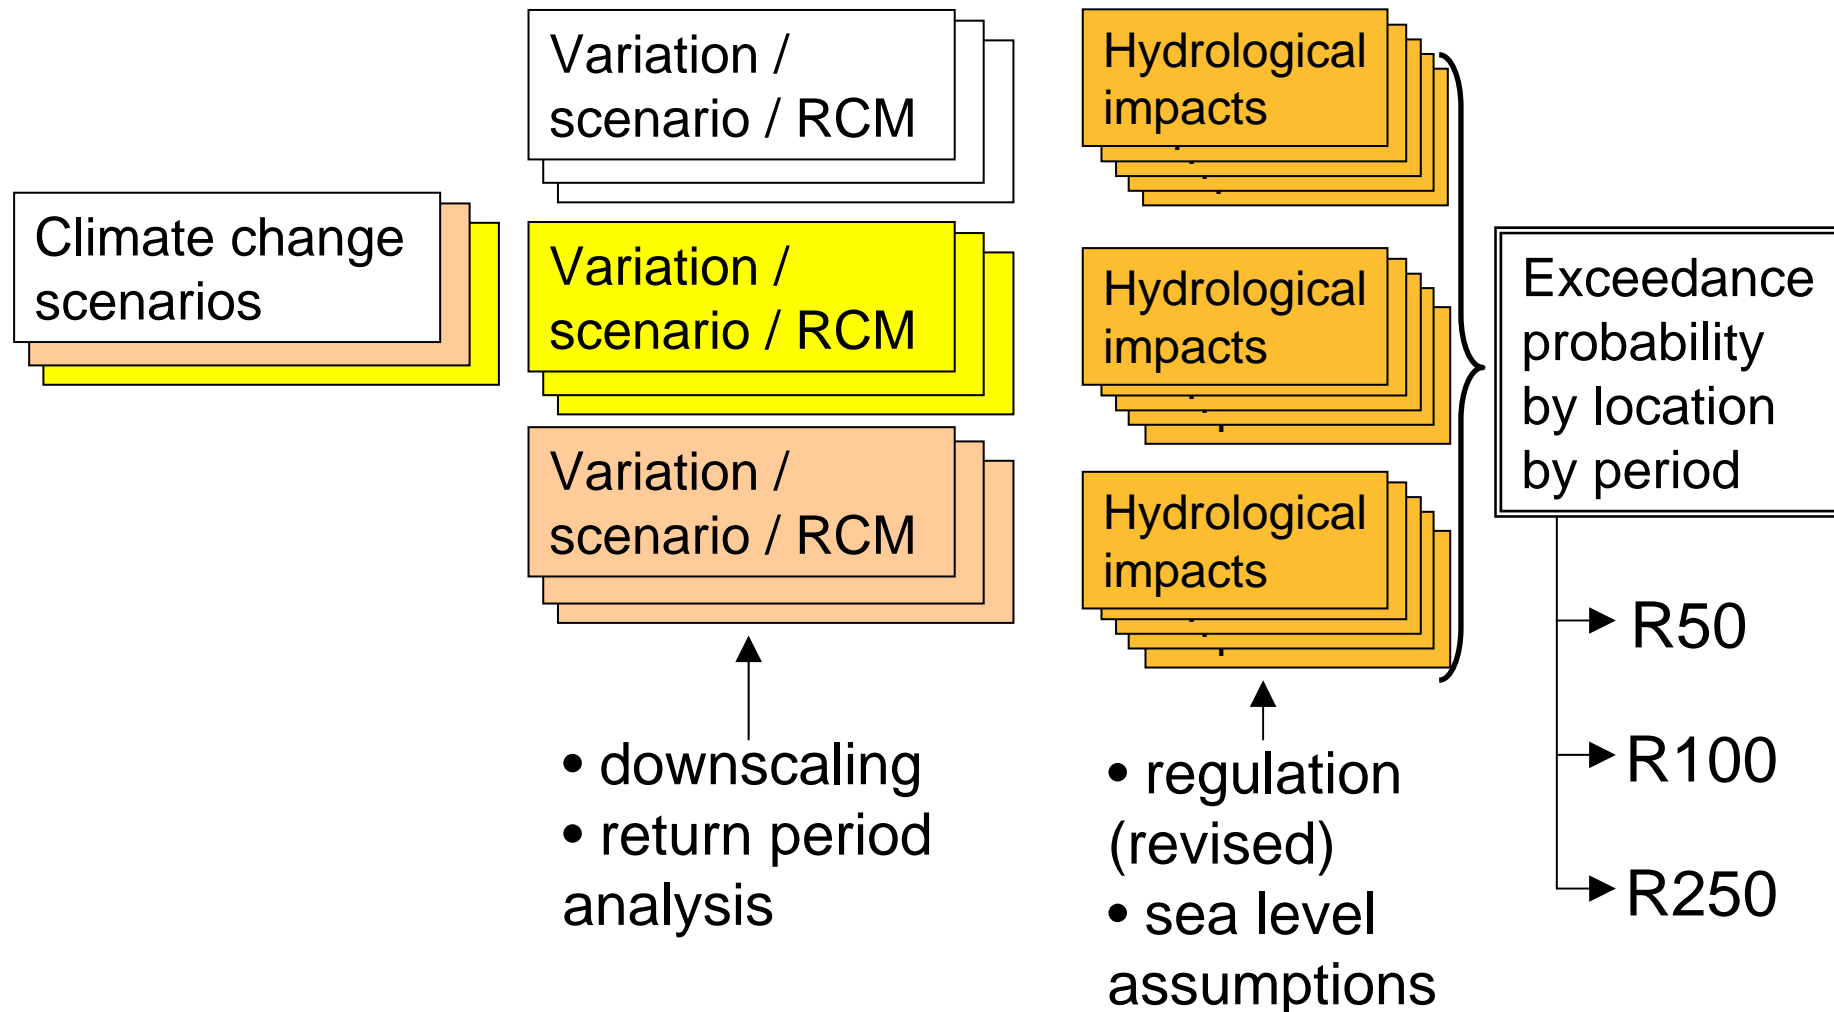 Climate change
scenarios
Variation /
scenario / RCM
Variation /
scenario / RCM
Variation /
scenario / RCM
• downscaling
• return period
analysis
Hydrological
impacts
Hydrological
impacts
Hydrological
impacts
• regulation
(revised)
• sea level
assumptions
Exceedance
probability
by location
by period
R50
R100
R250